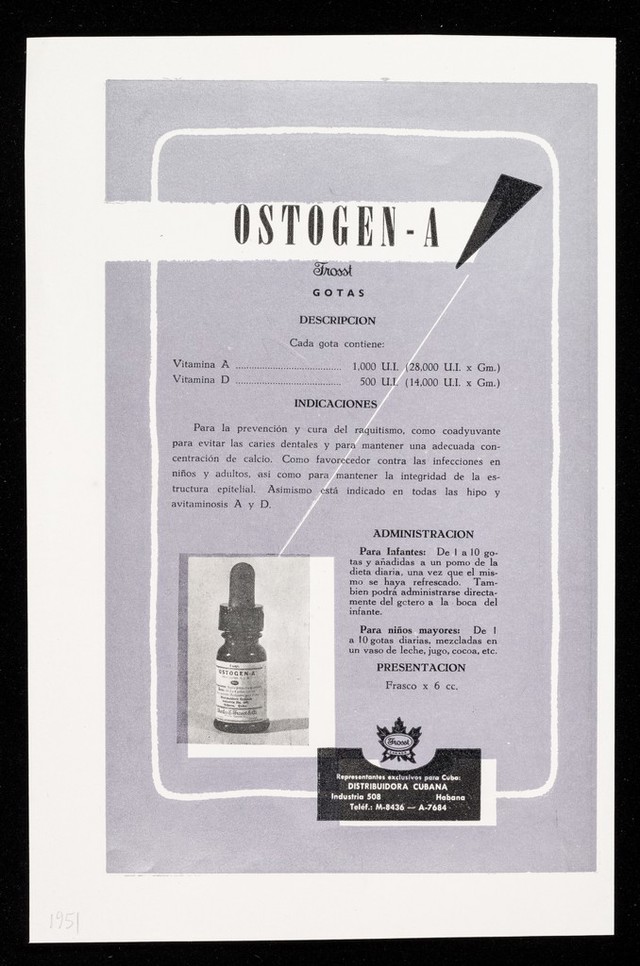 OSTOGEN-A
Frosst
GOTAS
DESCRIPCION
Cada gota contiene:
Vitamina A ........................................ 1,000 U.I. (28,000 U.I. x Gm.)
Vitamina D ........................................ 500 U.I. (14,000 U.I. x Gm.)
INDICACIONES
Para la prevención y cura del raquitismo, como coadyuvante
para evitar las caries dentales y para mantener una adecuada con-
centración de calcio. Como favorecedor contra las infecciones en
niños y adultos, asi como para mantener la integridad de la es-
tructura epitelial. Asimismo está indicado en todas las hipo y
avitaminosis A y D.
ADMINISTRACION
Para Infantes: De 1 a 10 go-
tas y añadidas a un pomo de la
dieta diaria, una vez que el mis-
mo se haya refrescado. Tam-
bien podrá administrarse directa-
mente del gotero a la boca del
infante.
Para niños mayores: De 1
a 10 gotas diarias, mezcladas en
un vaso de leche, jugo, cocoa, etc.
PRESENTACION
Frasco x 6 cc.
OSTOGEN-A
Frosst
Representantes exclusivos para Cuba:
DISTRIBUIDORA CUBANA
Industria 508 Habana
Teléf.: M-8436 — A-7684
1951